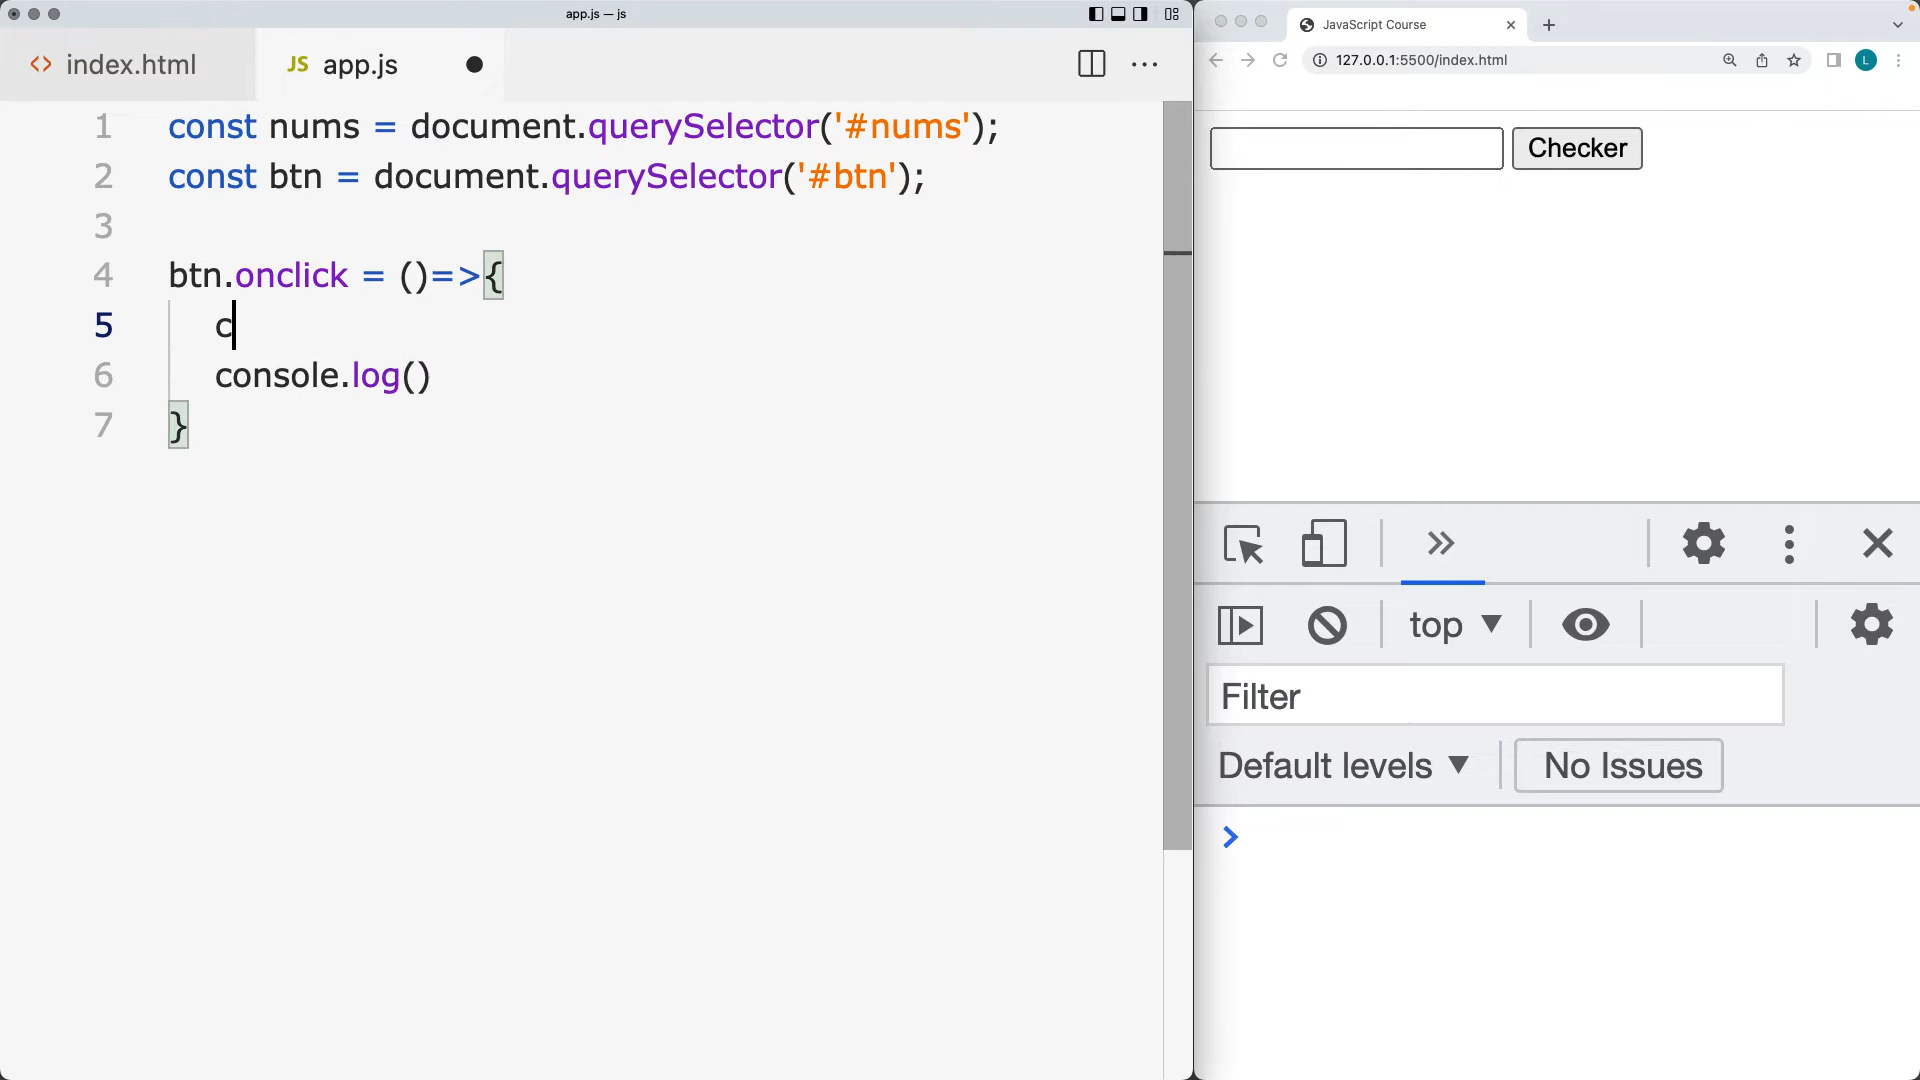 app.js — js
<> index.html
JS app.js
1 const nums = document.querySelector('#nums');
2 const btn = document.querySelector('#btn');
3
4 btn.onclick = ()=>{
5 c
6 console.log()
7 }
JavaScript Course
127.0.0.1:5500/index.html
L
Checker
top
Filter
Default levels
No Issues